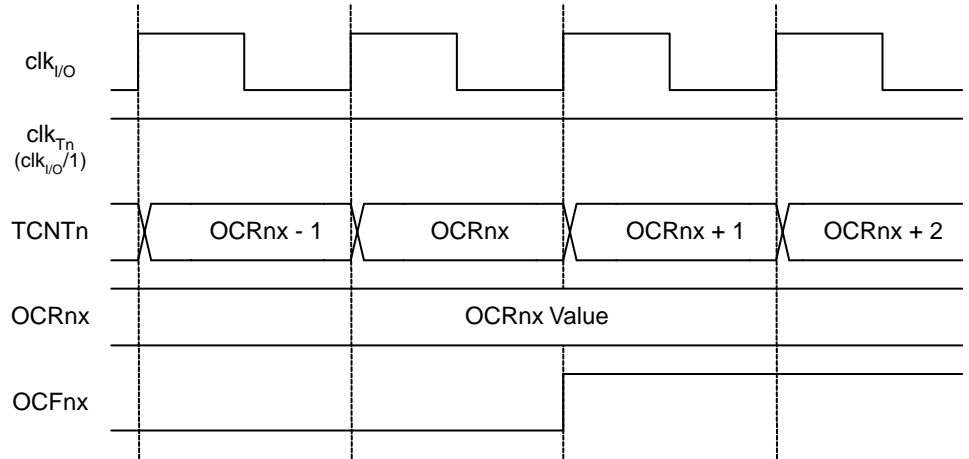 clkI/O
clkTn
(clkI/O/1)
TCNTn OCRnx - 1 OCRnx OCRnx + 1 OCRnx + 2
OCRnx OCRnx Value
OCFnx